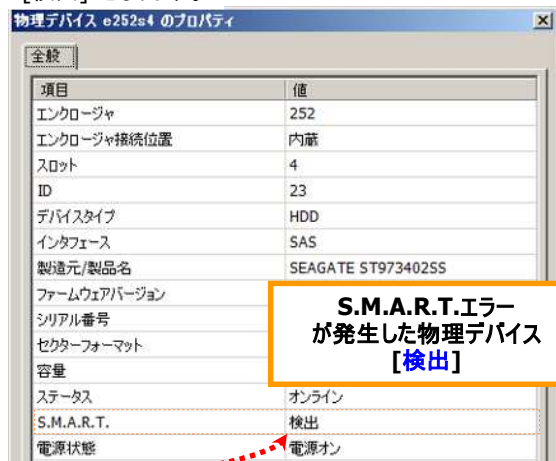 物理デバイス e252s4 のプロパティ
全般
項目 値
エンクロージャ 252
エンクロージャ接続位置 内蔵
スロット 4
ID 23
デバイスタイプ HDD
インタフェース SAS
製造元/製品名 SEAGATE ST973402SS
ファームウェアバージョン
シリアル番号
セクターフォーマット
容量
S.M.A.R.T.エラー
が発生した物理デバイス
[検出]
ステータス オンライン
S.M.A.R.T. 検出
電源状態 電源オン